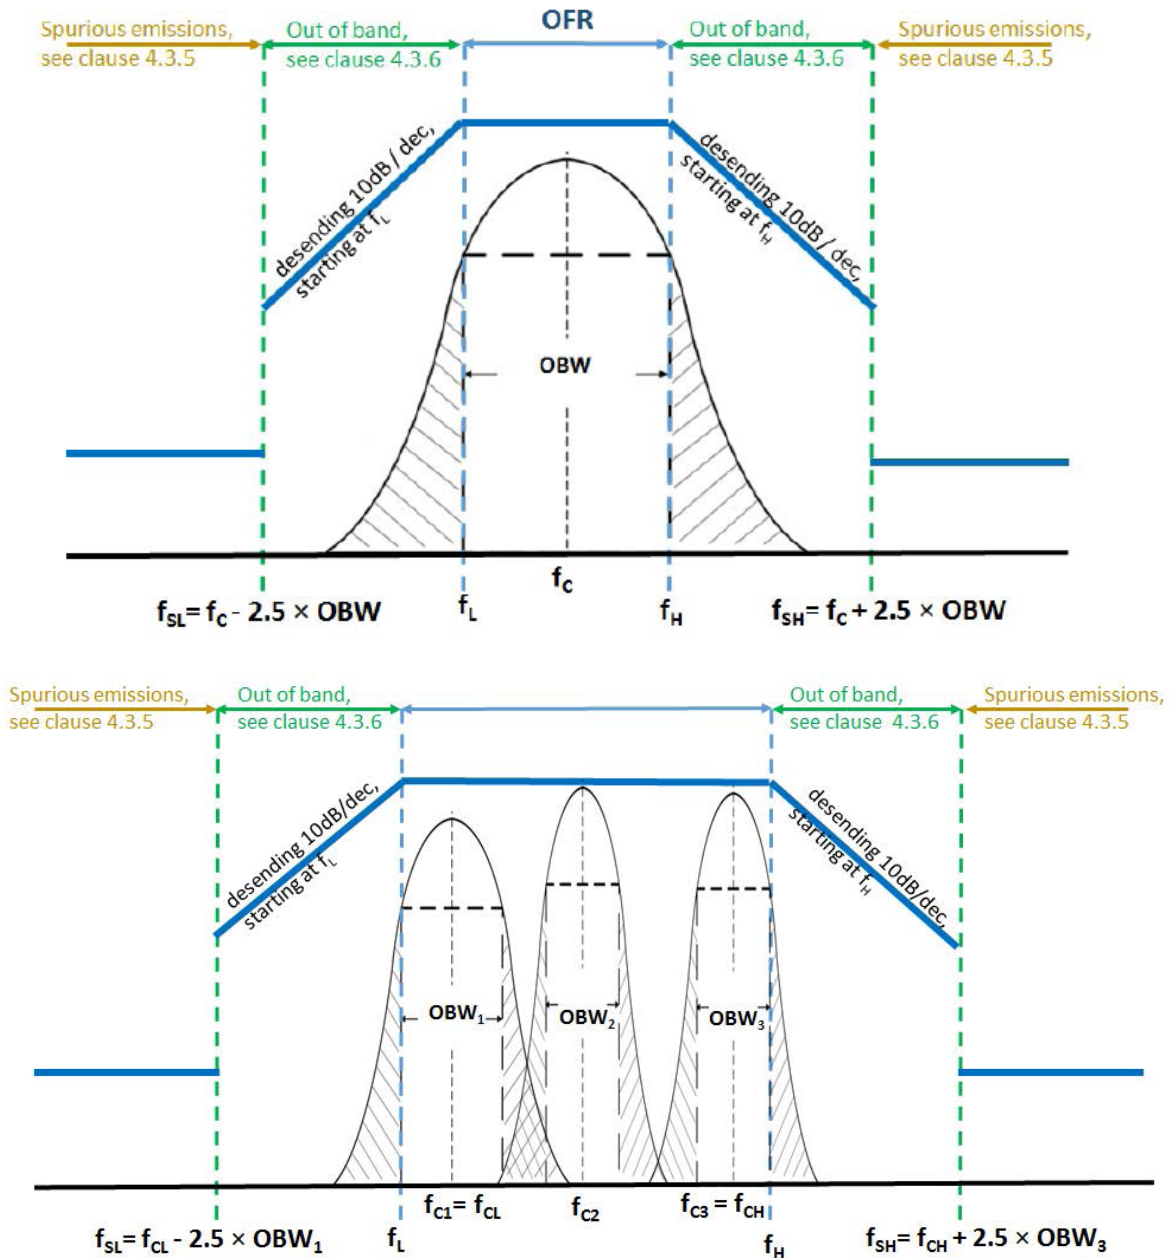 OFR
Spurious emissions,
see clause 4.3.5
Out of band,
see clause 4.3.6
Out of band,
see clause 4.3.6
Spurious emissions,
see clause 4.3.5
desending 10dB / dec,
starting at fL
desending 10dB / dec,
starting at fH
OBW
fC
fL
fH
fSL= fC - 2.5 × OBW
fSH= fC + 2.5 × OBW
Spurious emissions,
see clause 4.3.5
Out of band,
see clause 4.3.6
Out of band,
see clause 4.3.6
Spurious emissions,
see clause 4.3.5
desending 10dB/dec,
starting at fL
desending 10dB/dec,
starting at fH
OBW1
OBW2
OBW3
fC1= fCL
fC2
fC3 = fCH
fSL= fCL - 2.5 × OBW1
fL
fH
fSH= fCH + 2.5 × OBW3